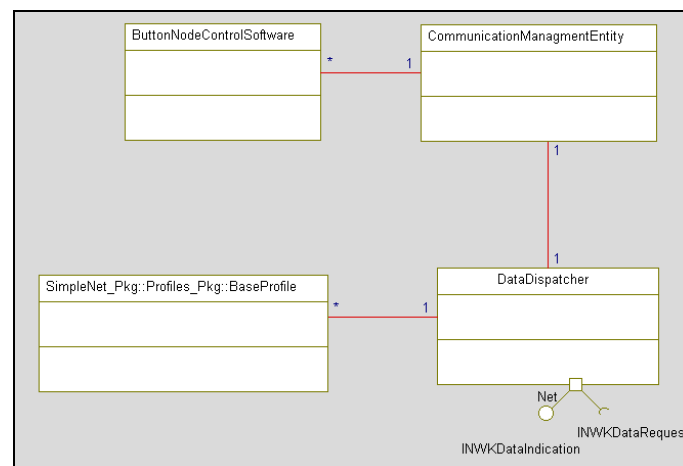 ButtonNodeControlSoftware
CommunicationManagmentEntity
*
1
1
1
SimpleNet_Pkg::Profiles_Pkg::BaseProfile
DataDispatcher
*
1
Net
INWKDataReques
INWKDataIndication